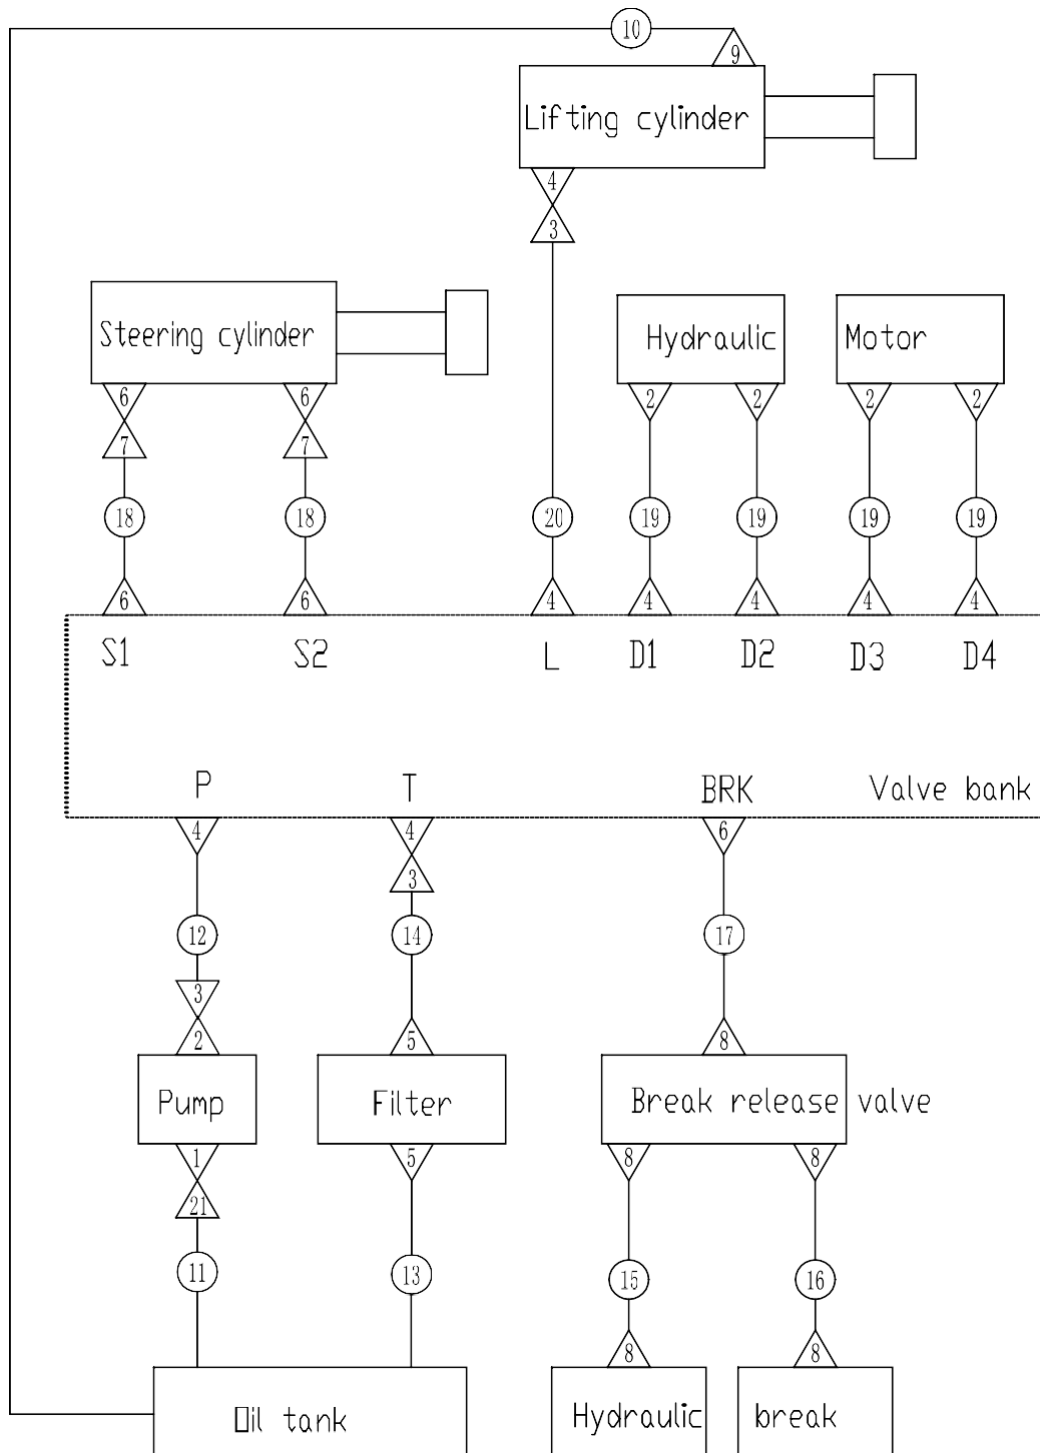 10
9
Lifting cylinder
4
3
Steering cylinder
Hydraulic Motor
6 6 2 2 2 2
7 7
18 18 20 19 19 19 19
6 6 4 4 4 4 4
S1 S2 L D1 D2 D3 D4
P T BRK Valve bank
4 4 6
3
12 14 17
3
2 5 8
Pump Filter Break release valve
1 5 8 8
21
11 13 15 16
8 8
Oil tank Hydraulic break